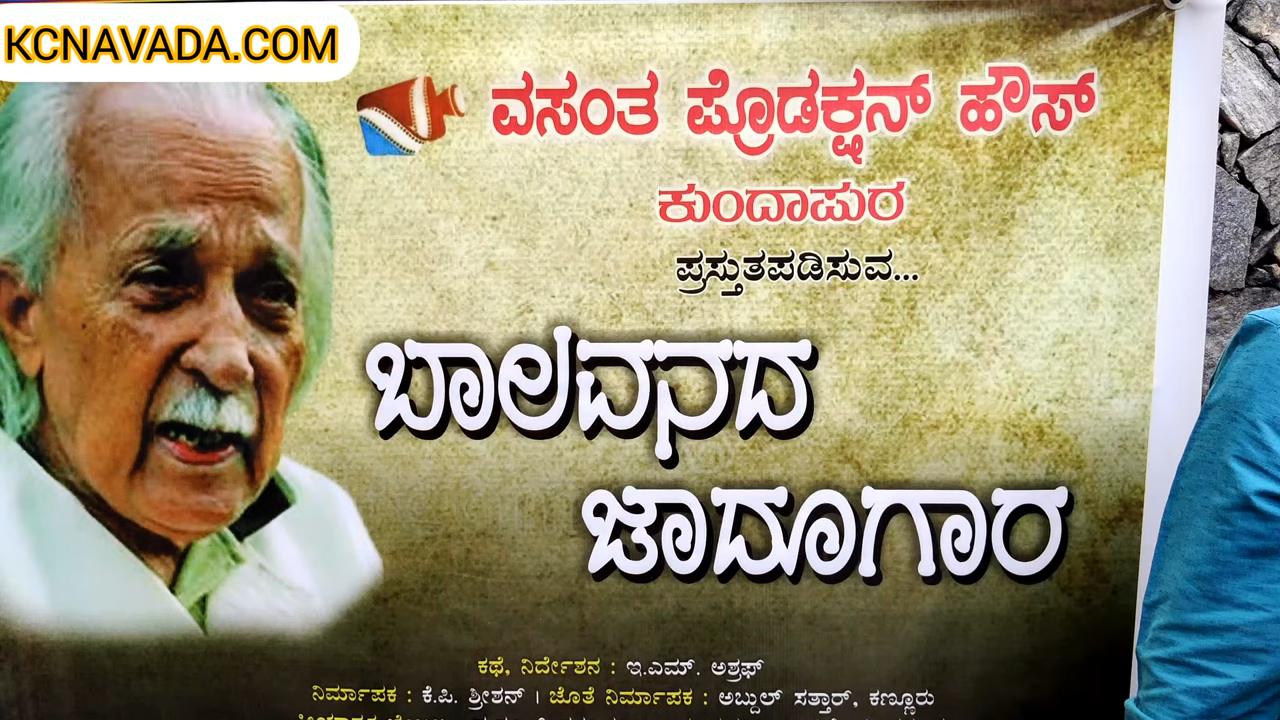 KCNAVADA.COM
ವಸಂತ ಪ್ರೊಡಕ್ಷನ್ ಹೌಸ್
ಕುಂದಾಪುರ
ಪ್ರಸ್ತುತಪಡಿಸುವ...
ಬಾಲವನದ
ಜಾದೂಗಾರ
ಕಥೆ, ನಿರ್ದೇಶನ : ಇ.ಎಮ್. ಅಶ್ರಫ್
ನಿರ್ಮಾಪಕ : ಕೆ.ಪಿ. ಶ್ರೀಶನ್ । ಜೊತೆ ನಿರ್ಮಾಪಕ : ಅಬ್ದುಲ್ ಸತ್ತಾರ್, ಕಣ್ಣೂರು